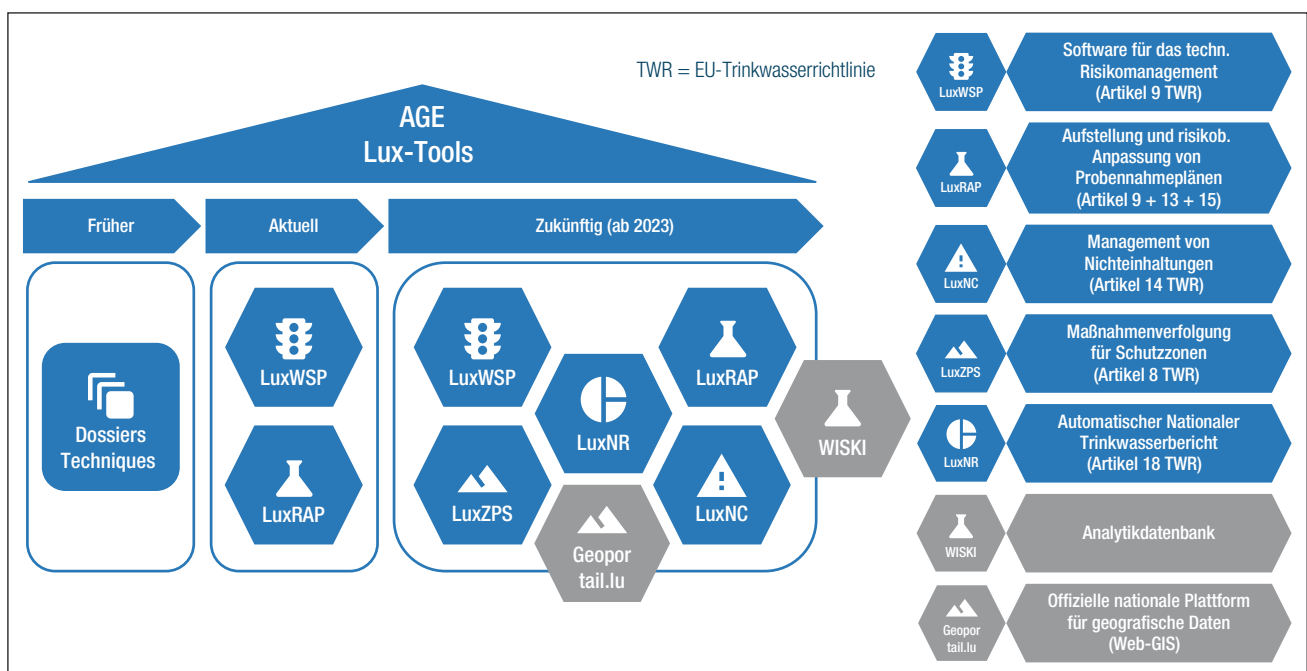 TWR = EU-Trinkwasserrichtlinie
AGE
Lux-Tools
Früher
Aktuell
Zukünftig (ab 2023)
Dossiers
Techniques
LuxWSP
LuxRAP
LuxWSP
LuxZPS
LuxNR
Geopor
tail.lu
LuxRAP
LuxNC
WISKI
LuxWSP
Software für das techn.
Risikomanagement
(Artikel 9 TWR)
LuxRAP
Aufstellung und risikob.
Anpassung von
Probennahmeplänen
(Artikel 9 + 13 + 15)
LuxNC
Management von
Nichteinhaltungen
(Artikel 14 TWR)
LuxZPS
Maßnahmenverfolgung
für Schutzzonen
(Artikel 8 TWR)
LuxNR
Automatischer Nationaler
Trinkwasserbericht
(Artikel 18 TWR)
WISKI
Analytikdatenbank
Geopor
tail.lu
Offizielle nationale Plattform
für geografische Daten
(Web-GIS)